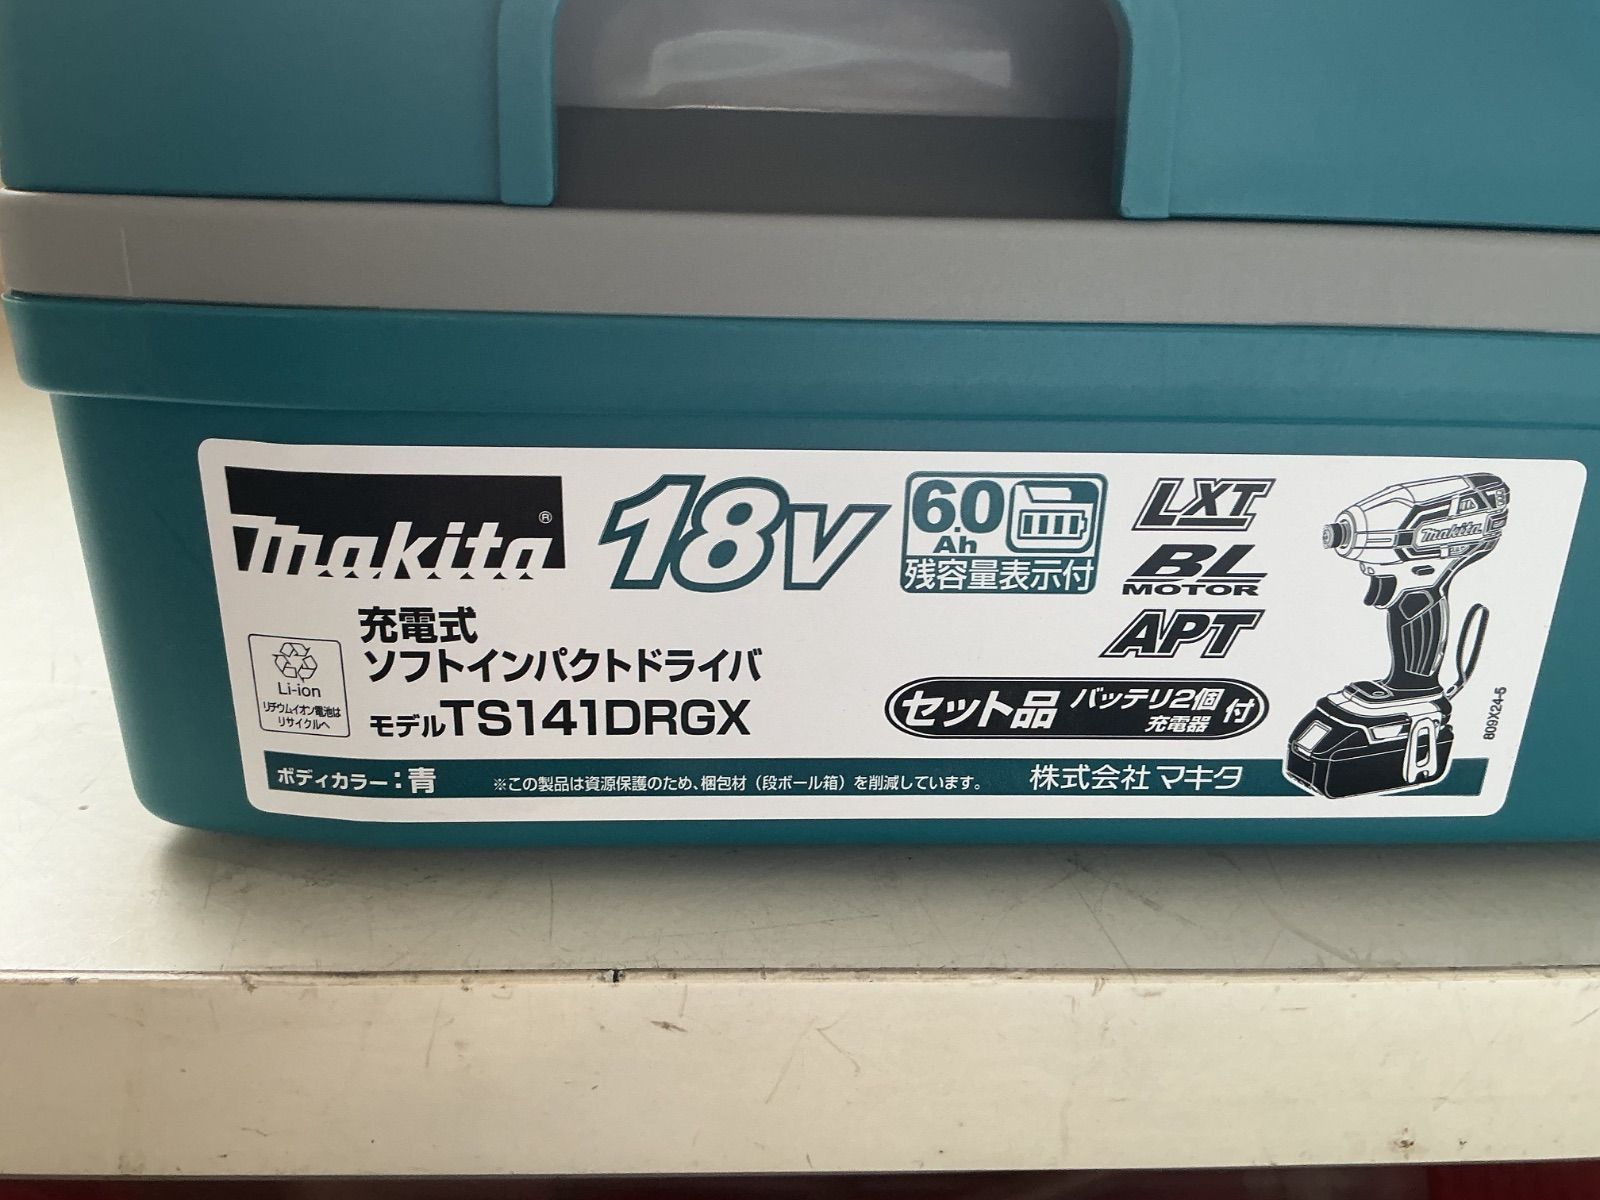 makita®
18V
6.0
Ah
残容量表示付
LXT
BL
MOTOR
APT
makita
充電式
ソフトインパクトドライバ
モデルTS141DRGX
Li-ion
リチウムイオン電池は
リサイクルへ
セット品 バッテリ2個 充電器 付
809X24-5
ボディカラー：青
※この製品は資源保護のため、梱包材（段ボール箱）を削減しています。
株式会社 マキタ